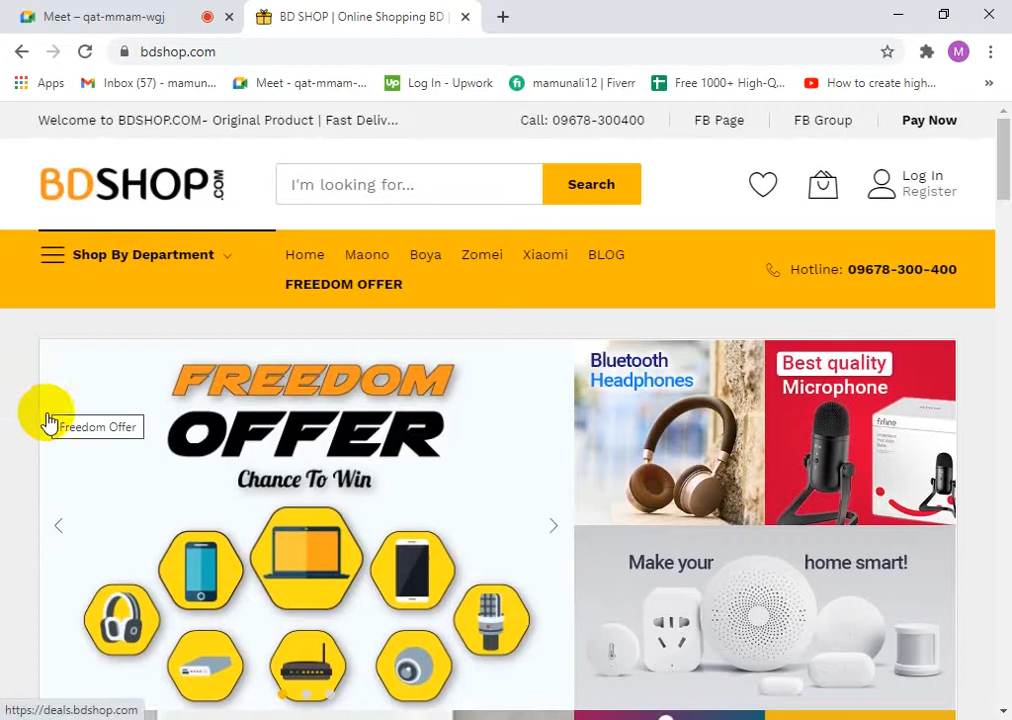 Meet – qat-mmam-wgj
BD SHOP | Online Shopping BD |
bdshop.com
M
Apps
Inbox (57) - mamun...
Meet - qat-mmam-...
Up
Log In - Upwork
fi
mamunali12 | Fiverr
Free 1000+ High-Q...
How to create high...
»
Welcome to BDSHOP.COM- Original Product | Fast Deliv...
Call: 09678-300400
FB Page
FB Group
Pay Now
BDSHOP.COM
I'm looking for...
Search
Log In
Register
Shop By Department
Home
Maono
Boya
Zomei
Xiaomi
BLOG
FREEDOM OFFER
Hotline: 09678-300-400
FREEDOM
OFFER
Chance To Win
Freedom Offer
Bluetooth
Headphones
Best quality
Microphone
fifine
Make your home smart!
https://deals.bdshop.com